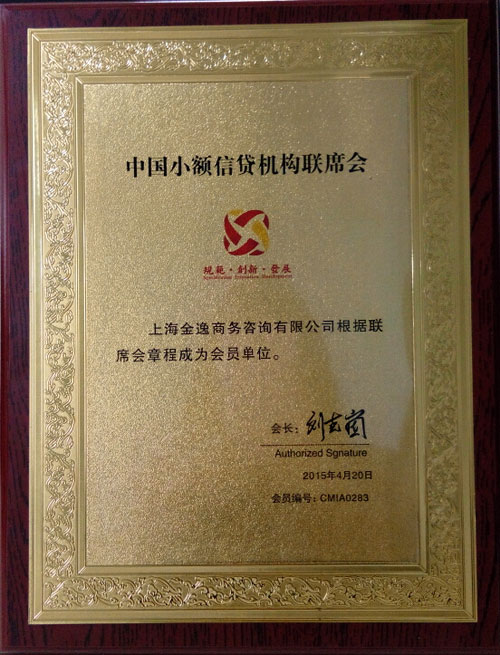 中国小额信贷机构联席会
规范·創新·發展
上海金逸商务咨询有限公司根据联
席会章程成为会员单位。
会长：
Authorized Sgnature
2015年4月20日
会员编号：CMIA0283